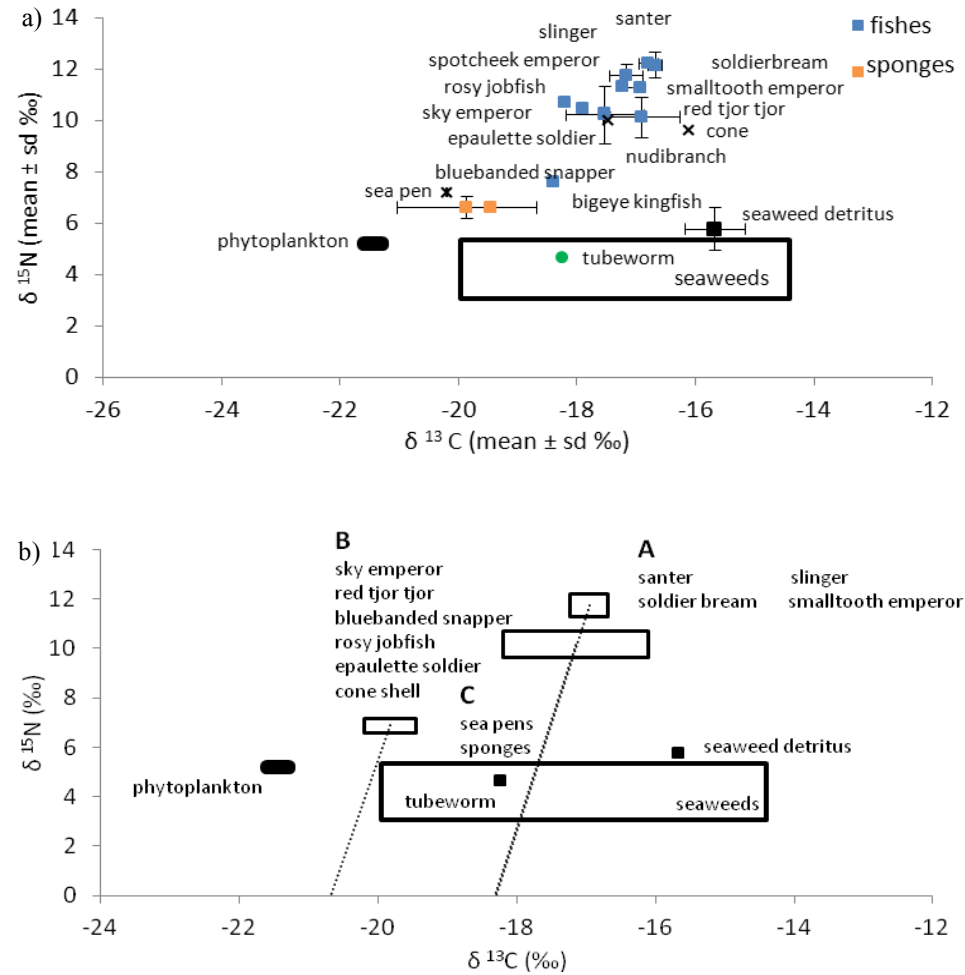 a)
14
12
10
8
6
4
2
0
δ 15N (mean ± sd ‰)
santer
slinger
fishes
spotcheek emperor
soldierbream
sponges
rosy jobfish
smalltooth emperor
sky emperor
red tjor tjor
epaulette soldier
cone
nudibranch
bluebanded snapper
sea pen
bigeye kingfish
seaweed detritus
phytoplankton
tubeworm
seaweeds
-26 -24 -22 -20 -18 -16 -14 -12
δ 13 C (mean ± sd ‰)
b)
14
12
10
8
6
4
2
0
δ 15N (‰)
B
sky emperor
red tjor tjor
bluebanded snapper
rosy jobfish
epaulette soldier
cone shell
A
santer slinger
soldier bream smalltooth emperor
C
sea pens
sponges
seaweed detritus
phytoplankton
tubeworm
seaweeds
-24 -22 -20 -18 -16 -14 -12
δ 13C (‰)